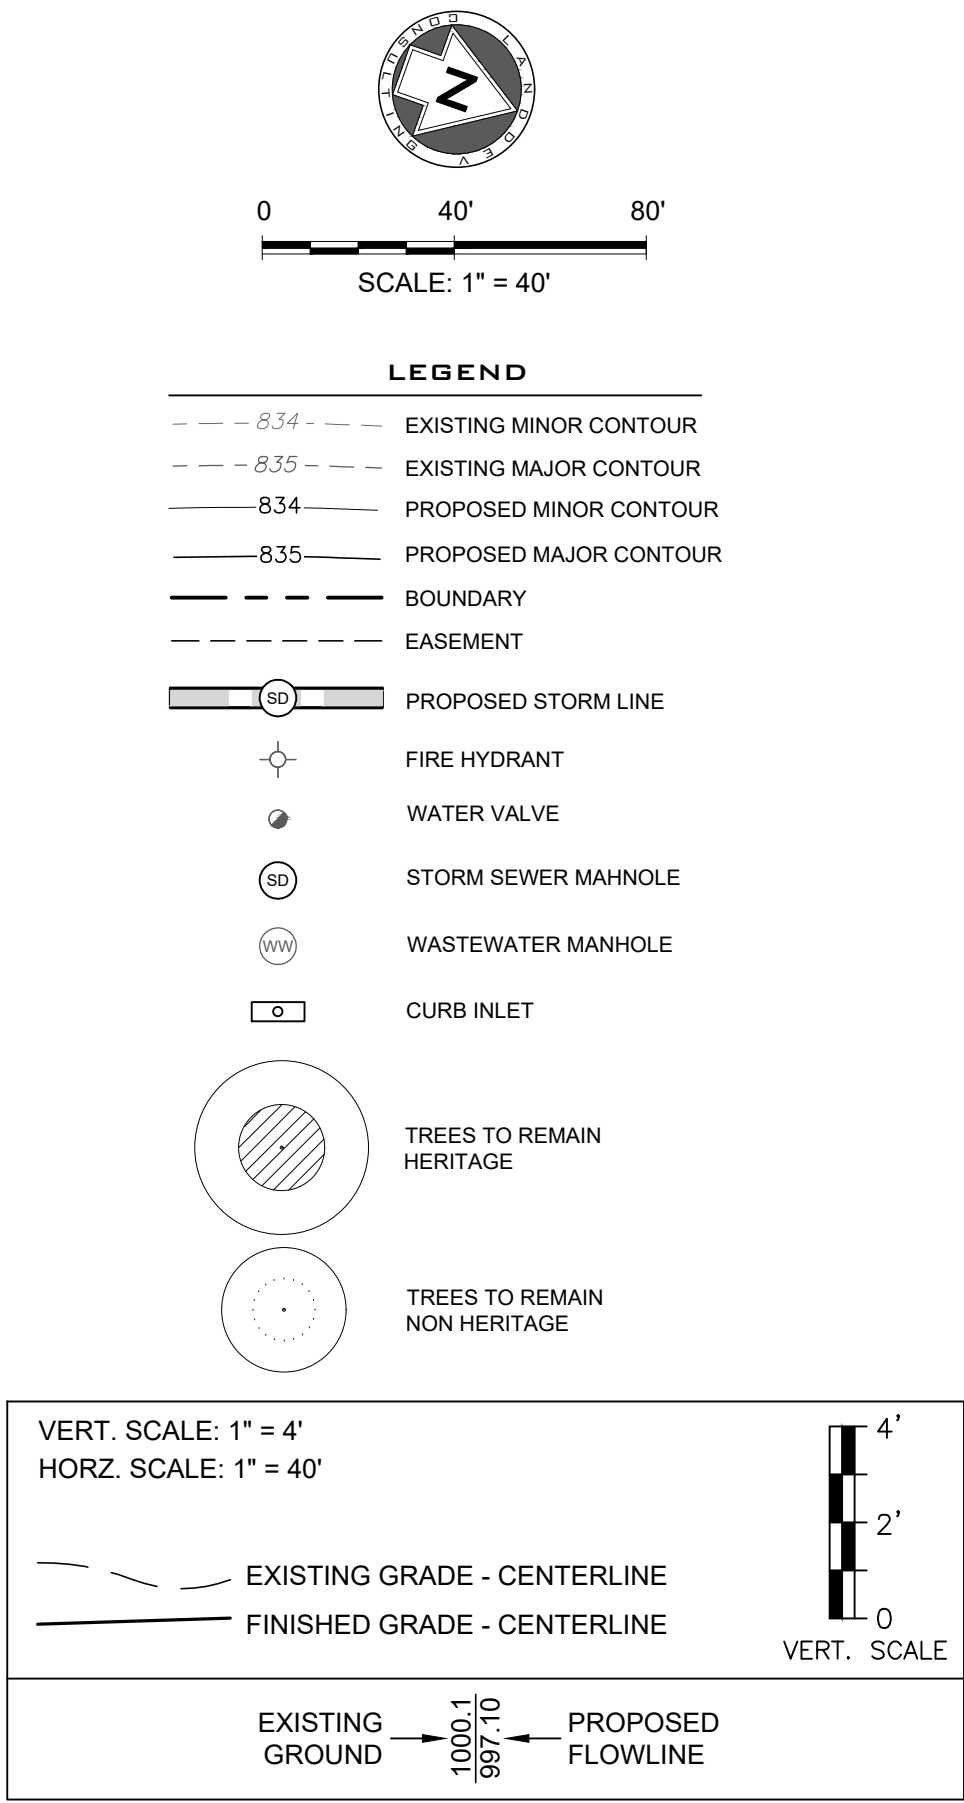 LAND DEV CONSULTING
N
0 40' 80'
SCALE: 1" = 40'
LEGEND
834 EXISTING MINOR CONTOUR
835 EXISTING MAJOR CONTOUR
834 PROPOSED MINOR CONTOUR
835 PROPOSED MAJOR CONTOUR
BOUNDARY
EASEMENT
SD PROPOSED STORM LINE
FIRE HYDRANT
WATER VALVE
SD STORM SEWER MAHNOLE
WW WASTEWATER MANHOLE
CURB INLET
TREES TO REMAIN
HERITAGE
TREES TO REMAIN
NON HERITAGE
VERT. SCALE: 1" = 4'
HORZ. SCALE: 1" = 40'
EXISTING GRADE - CENTERLINE
FINISHED GRADE - CENTERLINE
4'
2'
0
VERT. SCALE
EXISTING
GROUND
1000.1
997.10
PROPOSED
FLOWLINE